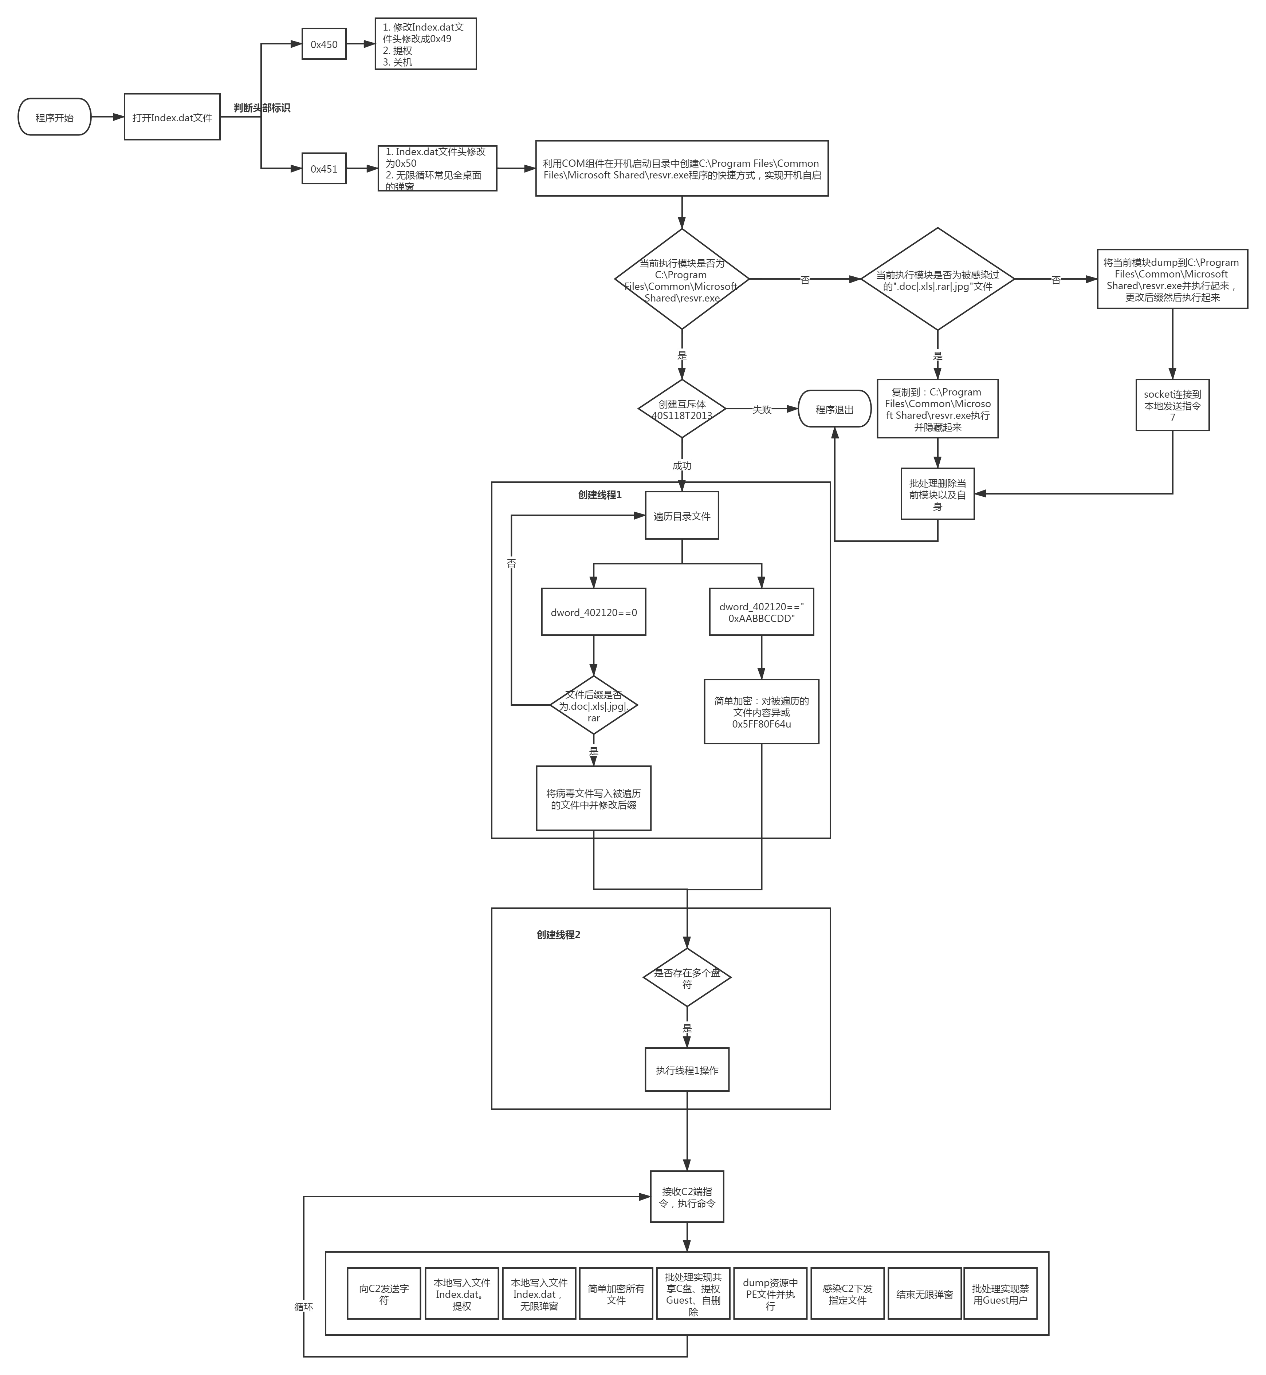 0x450
1. 修改Index.dat文
件头修改成0x49
2. 提权
3. 关机
程序开始
打开Index.dat文件
判断头部标识
0x451
1. Index.dat文件头修改
为0x50
2. 无限循环常见全桌面
的弹窗
利用COM组件在开机启动目录中创建C:\Program Files\Common
Files\Microsoft Shared\resvr.exe程序的快捷方式，实现开机自启
当前执行模块是否为
C:\Program
Files\Common\Microsoft
Shared\resvr.exe
否
当前执行模块是否为被感染过
的".doc|.xls|.rar|.jpg"文件
否
将当前模块dump到C:\Program
Files\Common\Microsoft
Shared\resvr.exe并执行起来，
更改后缀然后执行起来
是
是
创建互斥体
40S118T2013
失败
程序退出
复制到：C:\Program
Files\Common\Microso
ft Shared\resvr.exe执行
并隐藏起来
socket连接到
本地发送指令
7
成功
批处理删除当
前模块以及自
身
创建线程1
遍历目录文件
否
dword_402120==0
dword_402120=="
0xAABBCCDD"
文件后缀是否
为.doc|.xls|.jpg|.
rar
简单加密：对被遍历的
文件内容异或
0x5FF80F64u
是
将病毒文件写入被遍历
的文件中并修改后缀
创建线程2
是否存在多个盘
符
是
执行线程1操作
接收C2端指
令，执行命令
循环
向C2发送字
符
本地写入文件
Index.dat。
提权
本地写入文件
Index.dat，
无限弹窗
简单加密所有
文件
批处理实现共
享C盘、提权
Guest、自删
除
dump资源中
PE文件并执
行
感染C2下发
指定文件
结束无限弹窗
批处理实现禁
用Guest用户